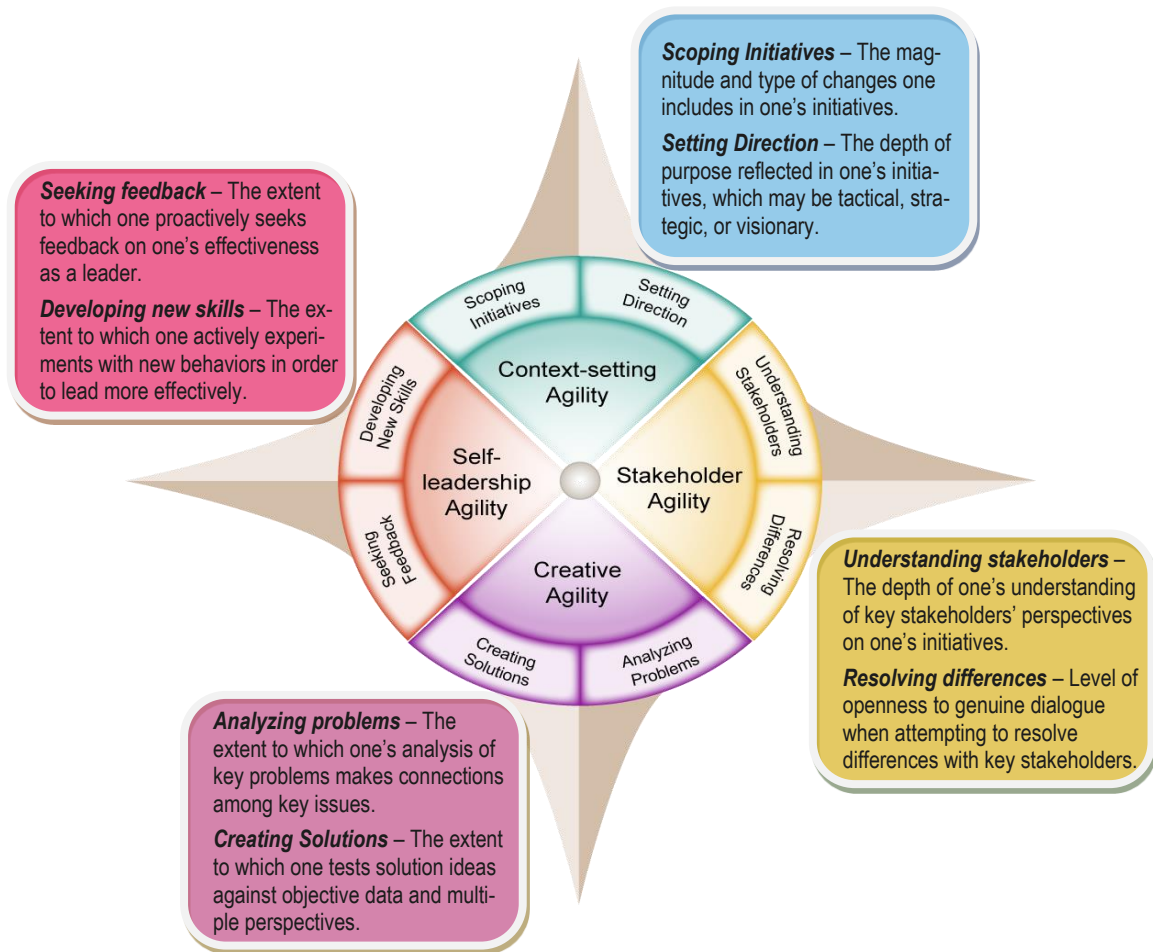 Scoping Initiatives – The mag-
nitude and type of changes one
includes in one’s initiatives.
Setting Direction – The depth of
purpose reflected in one’s initia-
tives, which may be tactical, stra-
tegic, or visionary.
Seeking feedback – The extent
to which one proactively seeks
feedback on one’s effectiveness
as a leader.
Developing new skills – The ex-
tent to which one actively experi-
ments with new behaviors in order
to lead more effectively.
Scoping
Initiatives
Setting
Direction
Context-setting
Agility
Developing
New Skills
Understanding
Stakeholders
Self-
leadership
Agility
Stakeholder
Agility
Seeking
Feedback
Resolving
Differences
Creative
Agility
Creating
Solutions
Analyzing
Problems
Understanding stakeholders –
The depth of one’s understanding
of key stakeholders’ perspectives
on one’s initiatives.
Resolving differences – Level of
openness to genuine dialogue
when attempting to resolve
differences with key stakeholders.
Analyzing problems – The
extent to which one’s analysis of
key problems makes connections
among key issues.
Creating Solutions – The extent
to which one tests solution ideas
against objective data and multi-
ple perspectives.